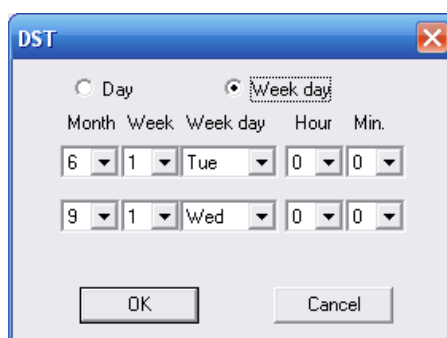 DST
Day Week day
Month Week Week day Hour Min.
6 1 Tue 0 0
9 1 Wed 0 0
OK Cancel